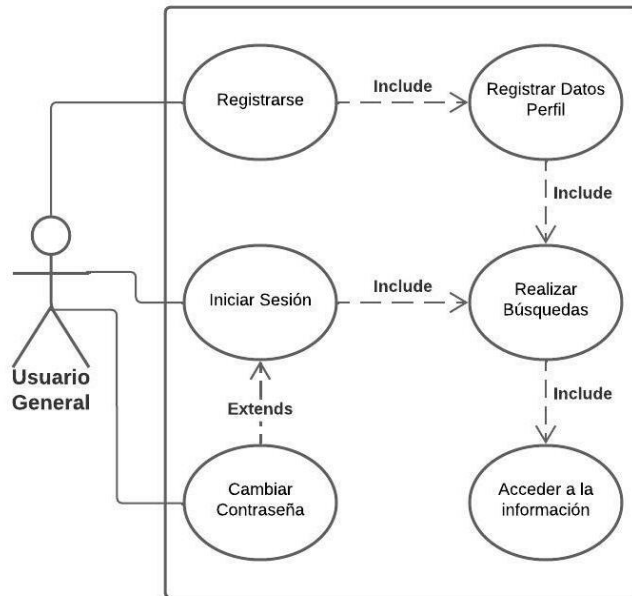 Registrarse
Include
Registrar Datos
Perfil
Include
Iniciar Sesión
Include
Realizar
Búsquedas
Usuario
General
Extends
Include
Cambiar
Contraseña
Acceder a la
información